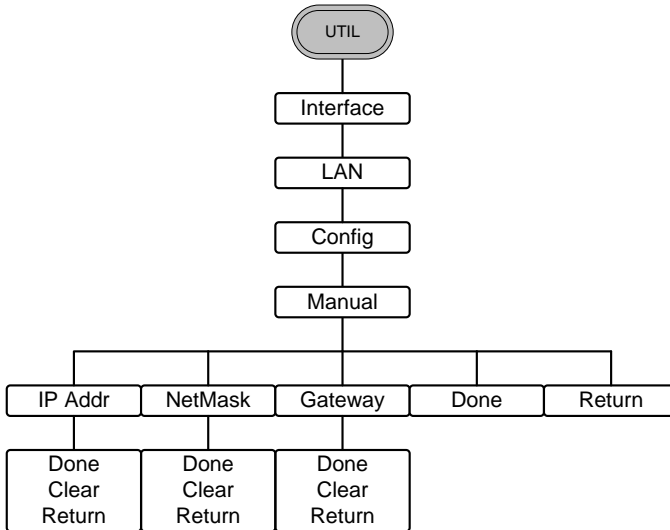 UTIL
Interface
LAN
Config
Manual
IP Addr
NetMask
Gateway
Done
Return
Done
Clear
Return
Done
Clear
Return
Done
Clear
Return